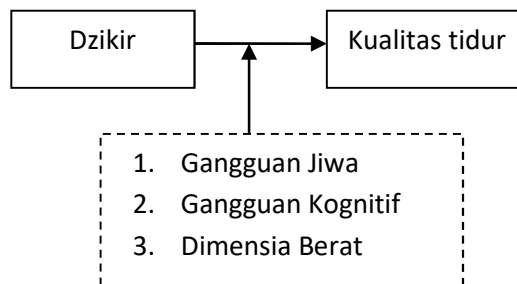 Dzikir
Kualitas tidur
1. Gangguan Jiwa
2. Gangguan Kognitif
3. Dimensia Berat